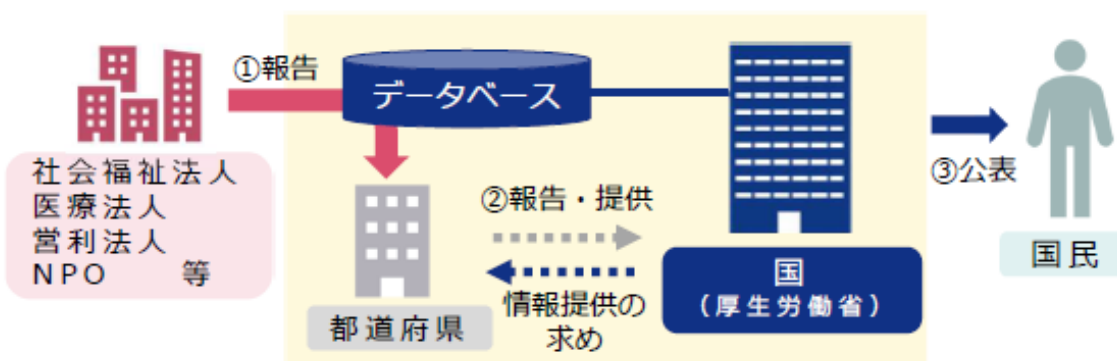 ①報告
データベース
社会福祉法人
医療法人
営利法人
NPO 等
②報告・提供
③公表
国
（厚生労働省）
国民
情報提供の
求め
都道府県